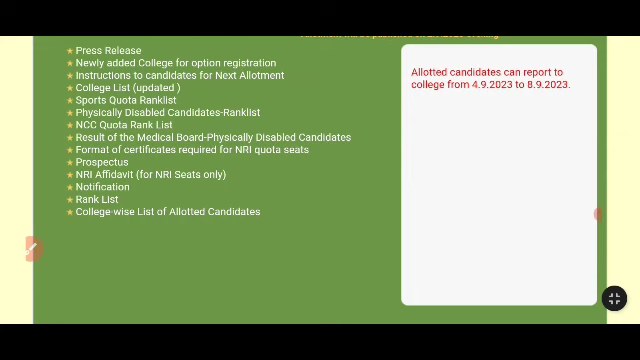 Press Release
Newly added College for option registration
Instructions to candidates for Next Allotment
College List (updated )
Sports Quota Ranklist
Physically Disabled Candidates-Ranklist
NCC Quota Rank List
Result of the Medical Board-Physically Disabled Candidates
Format of certificates required for NRI quota seats
Prospectus
NRI Affidavit (for NRI Seats only)
Notification
Rank List
College-wise List of Allotted Candidates
Allotted candidates can report to
college from 4.9.2023 to 8.9.2023.